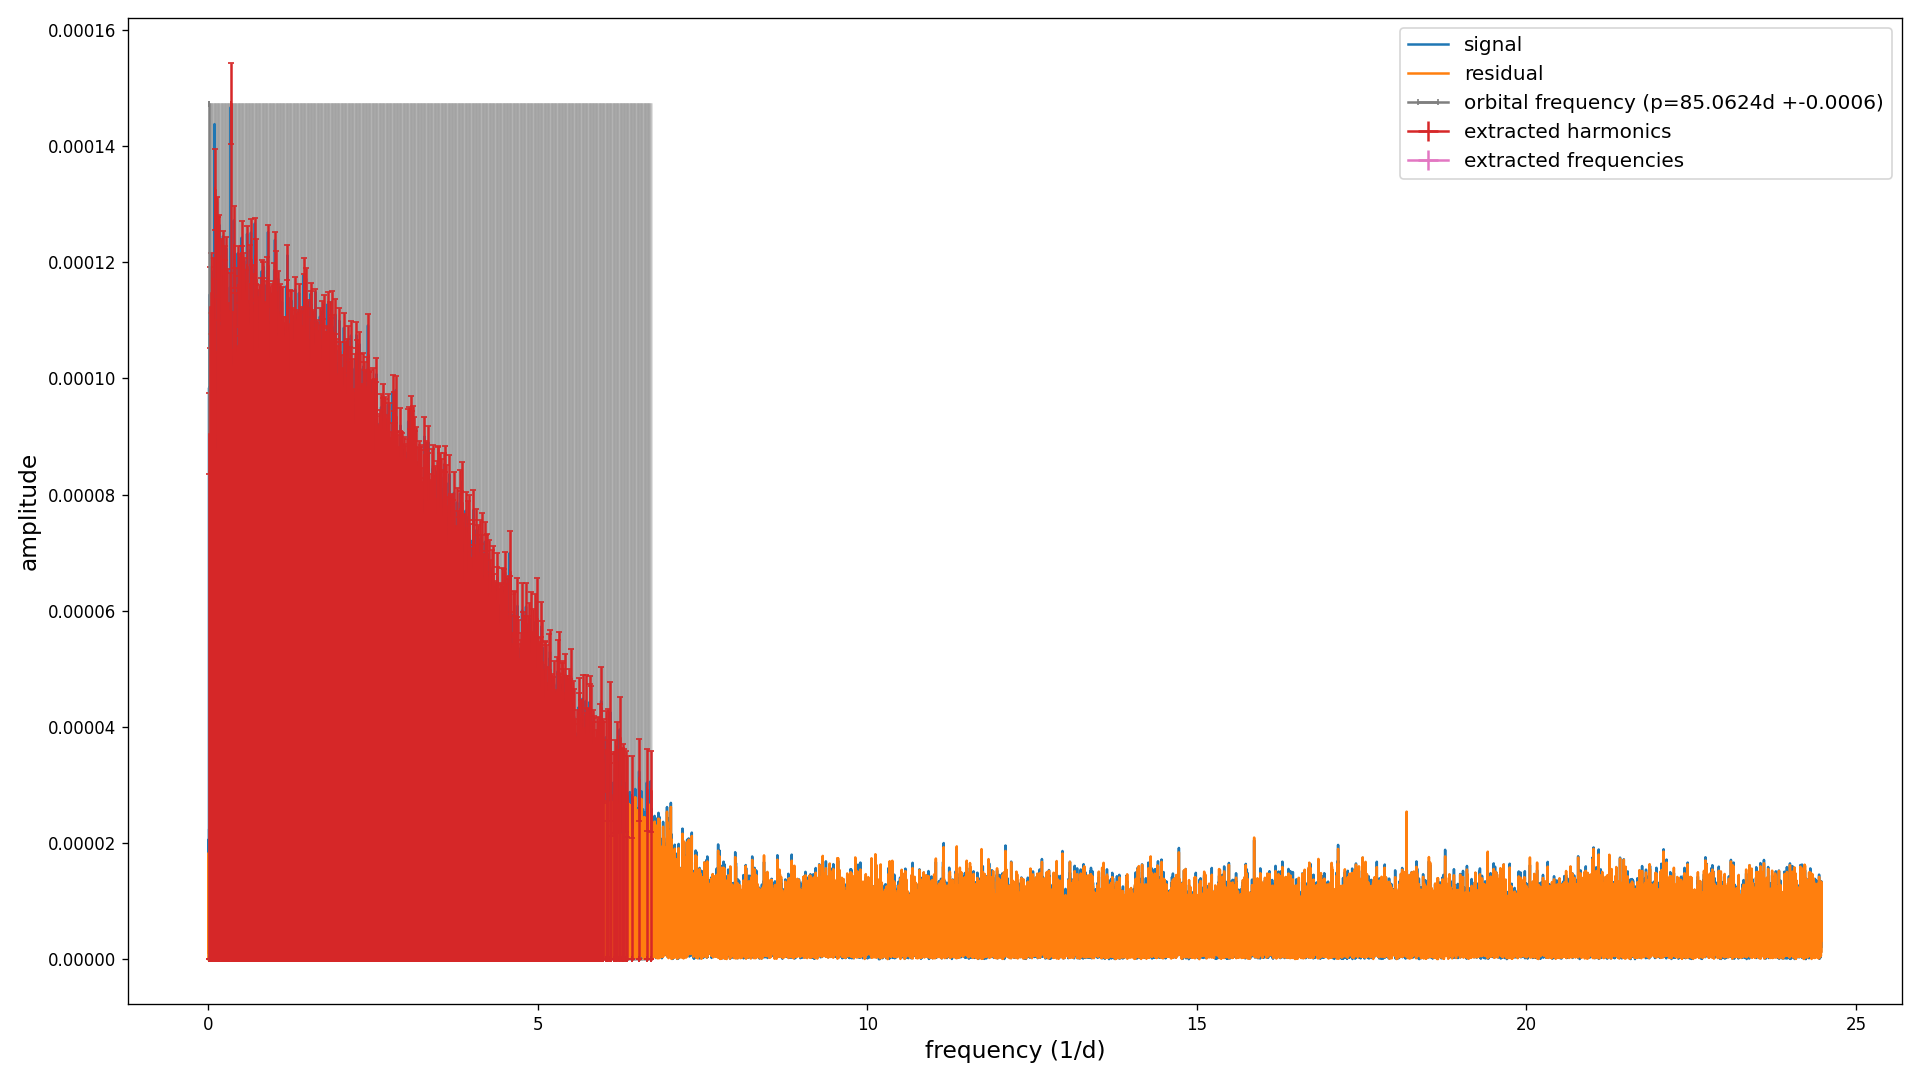 0.00016
0.00014
0.00012
0.00010
0.00008
0.00006
0.00004
0.00002
0.00000
amplitude
0
5
10
15
20
25
frequency (1/d)
signal
residual
orbital frequency (p=85.0624d +-0.0006)
extracted harmonics
extracted frequencies